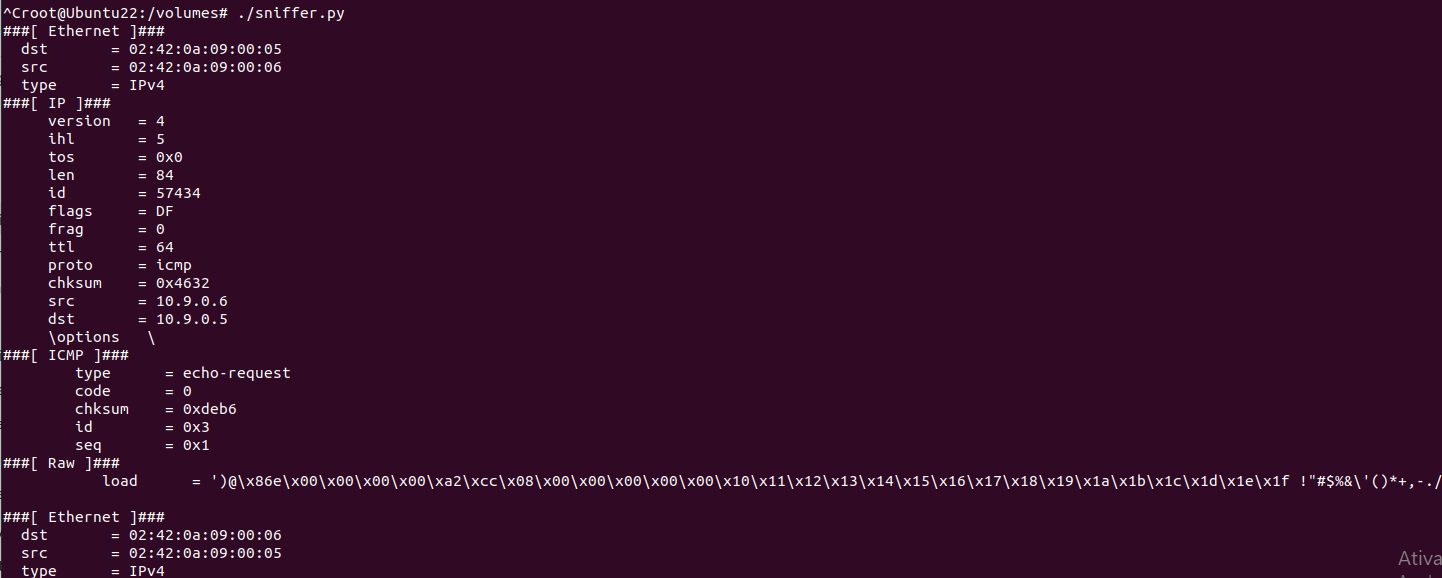 ^Croot@Ubuntu22:/volumes# ./sniffer.py
###[ Ethernet ]###
  dst       = 02:42:0a:09:00:05
  src       = 02:42:0a:09:00:06
  type      = IPv4
###[ IP ]###
     version   = 4
     ihl       = 5
     tos       = 0x0
     len       = 84
     id        = 57434
     flags     = DF
     frag      = 0
     ttl       = 64
     proto     = icmp
     chksum    = 0x4632
     src       = 10.9.0.6
     dst       = 10.9.0.5
     \options   \
###[ ICMP ]###
        type      = echo-request
        code      = 0
        chksum    = 0xdeb6
        id        = 0x3
        seq       = 0x1
###[ Raw ]###
           load      = ')@\x86e\x00\x00\x00\x00\xa2\xcc\x08\x00\x00\x00\x00\x00\x10\x11\x12\x13\x14\x15\x16\x17\x18\x19\x1a\x1b\x1c\x1d\x1e\x1f !"#$%&\'()*+,-./
###[ Ethernet ]###
  dst       = 02:42:0a:09:00:06
  src       = 02:42:0a:09:00:05
  type      = IPv4
Ativa